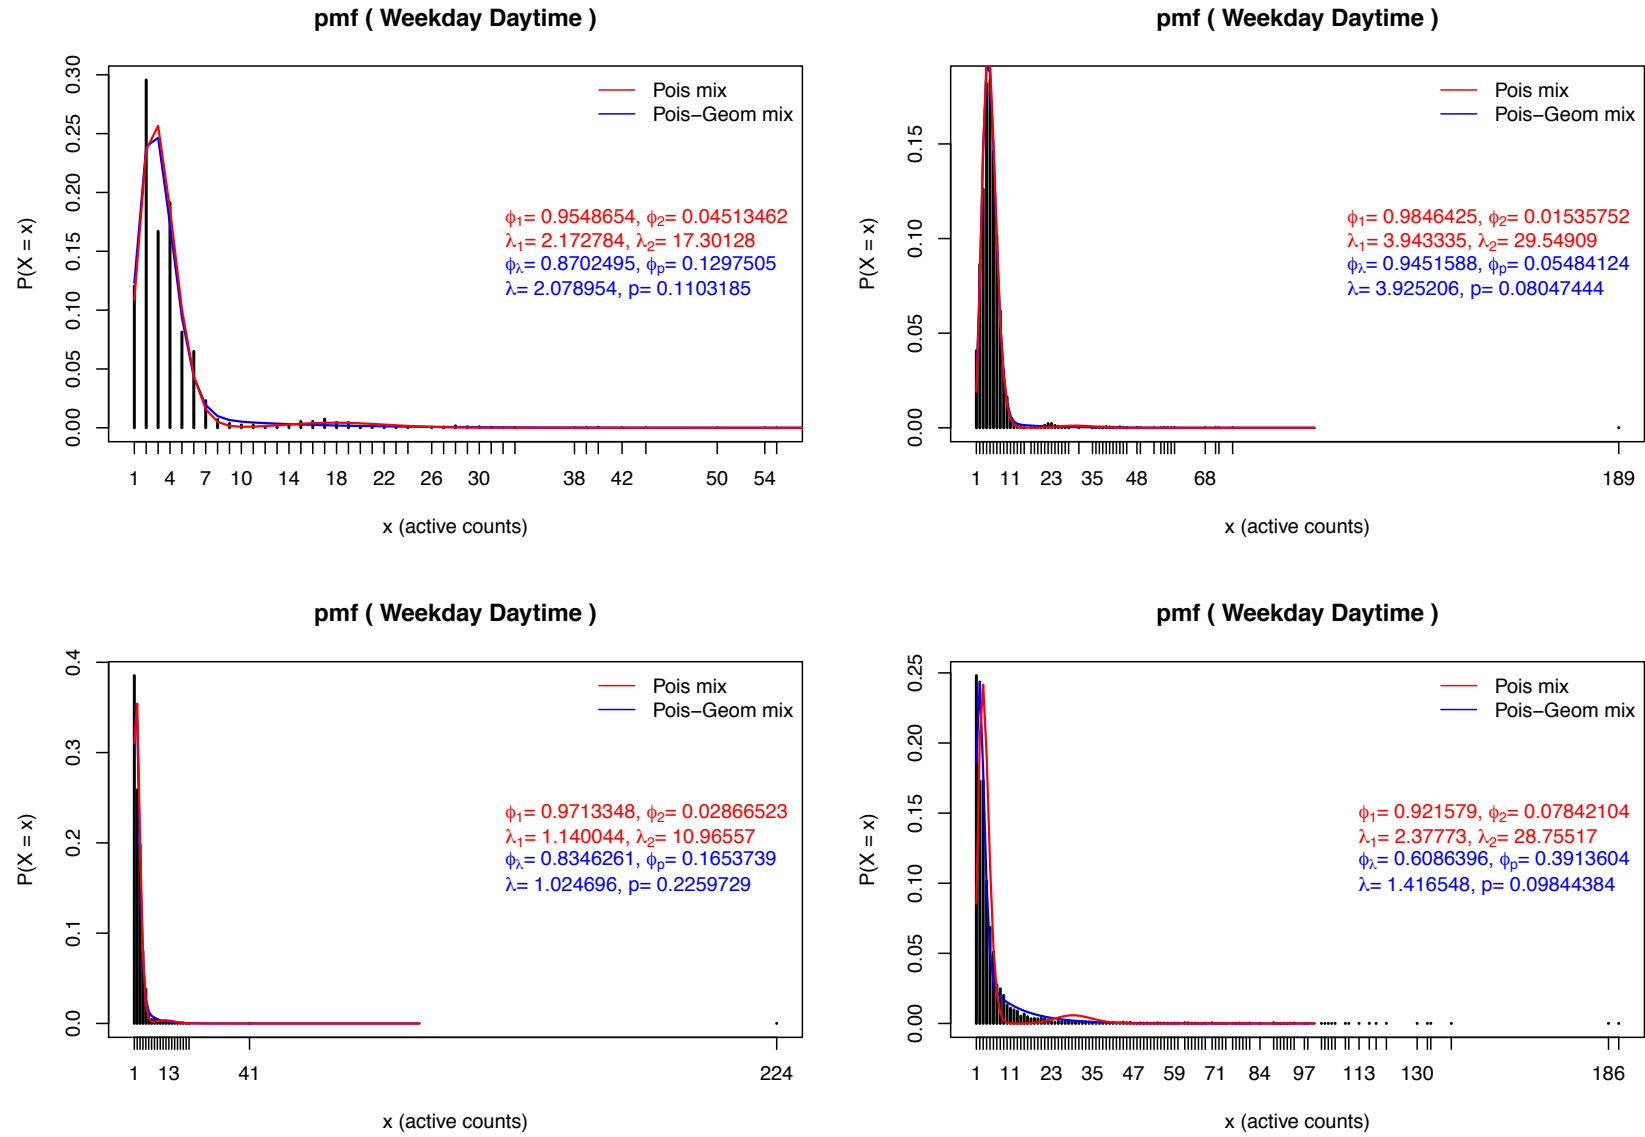 pmf ( Weekday Daytime )
P(X = x)
0.00 0.05 0.10 0.15 0.20 0.25 0.30
Pois mix
Pois−Geom mix
ϕ1= 0.9548654, ϕ2= 0.04513462
λ1= 2.172784, λ2= 17.30128
ϕλ= 0.8702495, ϕp= 0.1297505
λ= 2.078954, p= 0.1103185
1 4 7 10 14 18 22 26 30 38 42 50 54
x (active counts)
pmf ( Weekday Daytime )
P(X = x)
0.00 0.05 0.10 0.15
Pois mix
Pois−Geom mix
ϕ1= 0.9846425, ϕ2= 0.01535752
λ1= 3.943335, λ2= 29.54909
ϕλ= 0.9451588, ϕp= 0.05484124
λ= 3.925206, p= 0.08047444
1 11 23 35 48 68 189
x (active counts)
pmf ( Weekday Daytime )
P(X = x)
0.0 0.1 0.2 0.3 0.4
Pois mix
Pois−Geom mix
ϕ1= 0.9713348, ϕ2= 0.02866523
λ1= 1.140044, λ2= 10.96557
ϕλ= 0.8346261, ϕp= 0.1653739
λ= 1.024696, p= 0.2259729
1 13 41 224
x (active counts)
pmf ( Weekday Daytime )
P(X = x)
0.00 0.05 0.10 0.15 0.20 0.25
Pois mix
Pois−Geom mix
ϕ1= 0.921579, ϕ2= 0.07842104
λ1= 2.37773, λ2= 28.75517
ϕλ= 0.6086396, ϕp= 0.3913604
λ= 1.416548, p= 0.09844384
1 11 23 35 47 59 71 84 97 113 130 186
x (active counts)